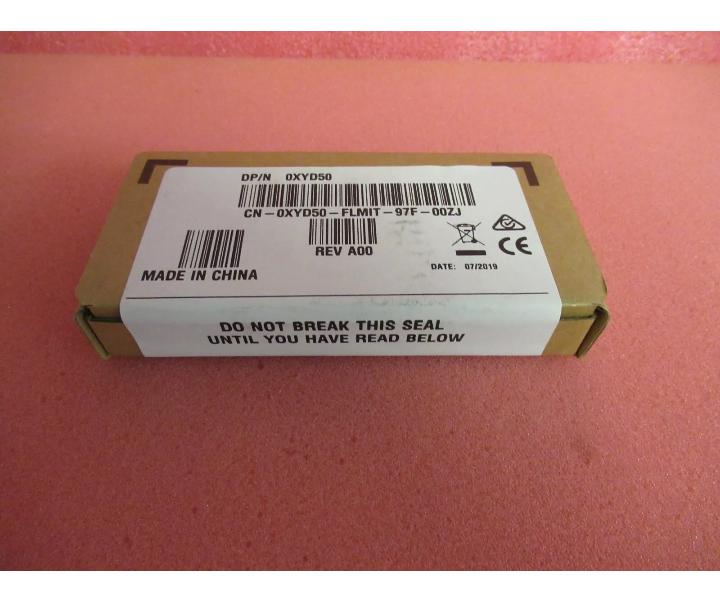 DP/N 0XYD50
CN-0XYD50-FLMIT-97F-00ZJ
REV A00
MADE IN CHINA
CE
DATE: 07/2019
DO NOT BREAK THIS SEAL
UNTIL YOU HAVE READ BELOW